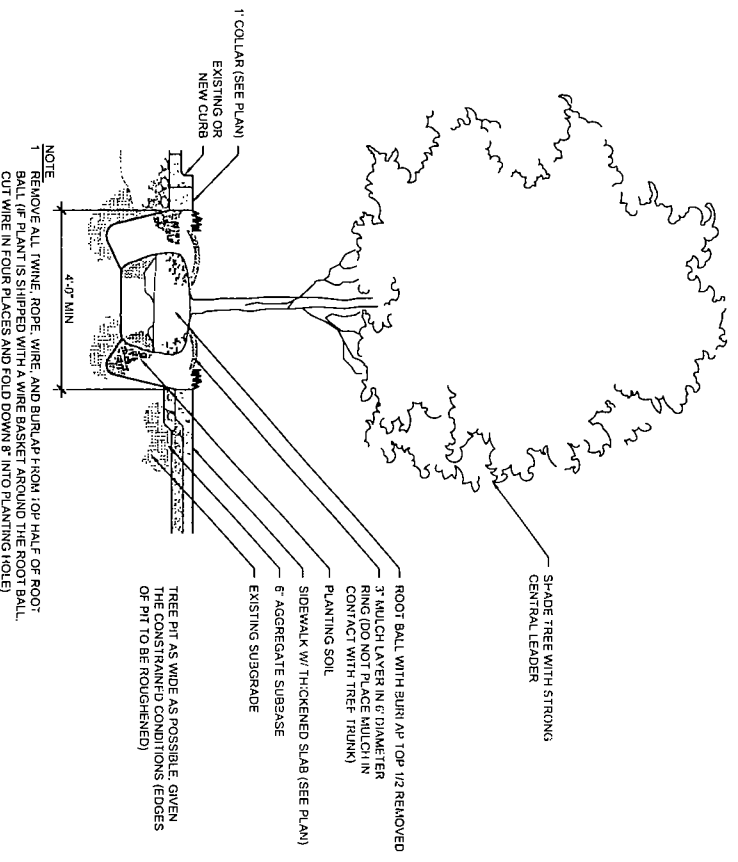 SHADE TREE WITH STRONG
CENTRAL LEADER
ROOT BALL WITH BURLAP TOP 1/2 REMOVED
3" MULCH LAYER IN 6' DIAMETER
RING (DO NOT PLACE MULCH IN
CONTACT WITH TREE TRUNK)
PLANTING SOIL
SIDEWALK W/ THICKENED SLAB (SEE PLAN)
6" AGGREGATE SUBBASE
EXISTING SUBGRADE
TREE PIT AS WIDE AS POSSIBLE, GIVEN
THE CONSTRAINED CONDITIONS (EDGES
OF PIT TO BE ROUGHENED)
1' COLLAR (SEE PLAN)
EXISTING OR
NEW CURB
4'-0" MIN
NOTE
1 REMOVE ALL TWINE, ROPE, WIRE, AND BURLAP FROM TOP HALF OF ROOT
BALL (IF PLANT IS SHIPPED WITH A WIRE BASKET AROUND THE ROOT BALL,
CUT WIRE IN FOUR PLACES AND FOLD DOWN 8" INTO PLANTING HOLE)